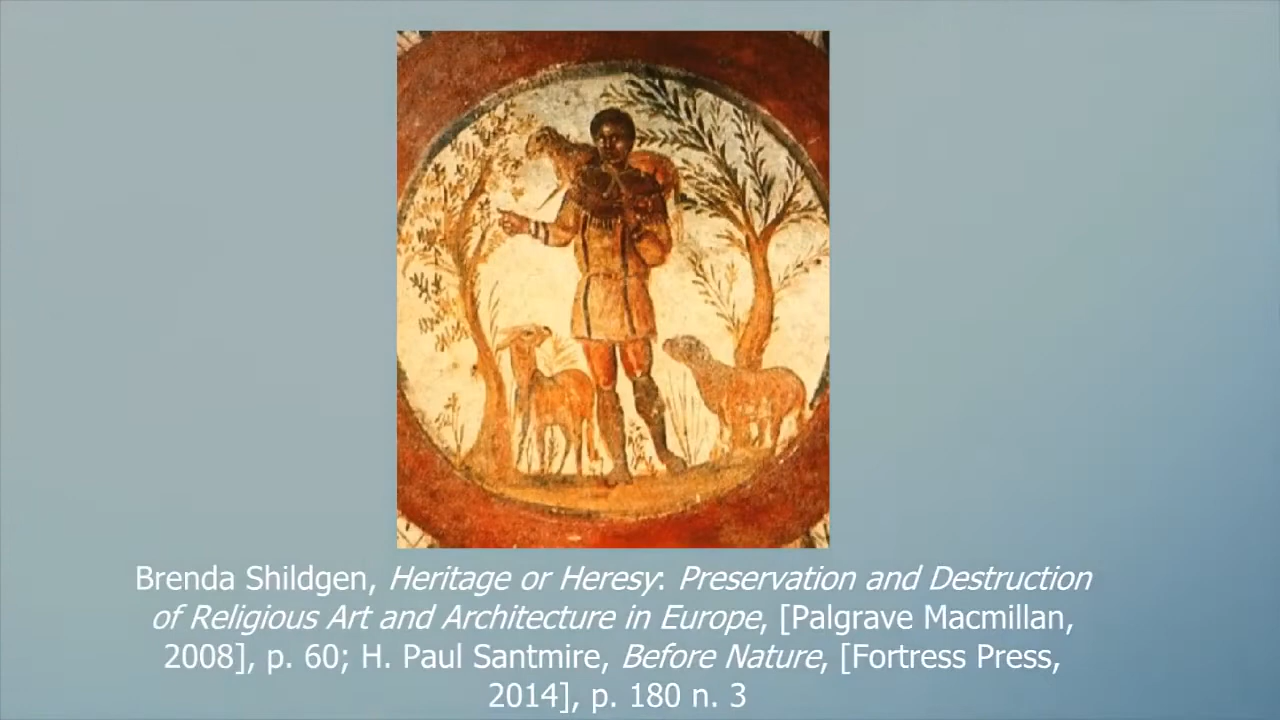 Brenda Shildgen, Heritage or Heresy: Preservation and Destruction
of Religious Art and Architecture in Europe, [Palgrave Macmillan,
2008], p. 60; H. Paul Santmire, Before Nature, [Fortress Press,
2014], p. 180 n. 3